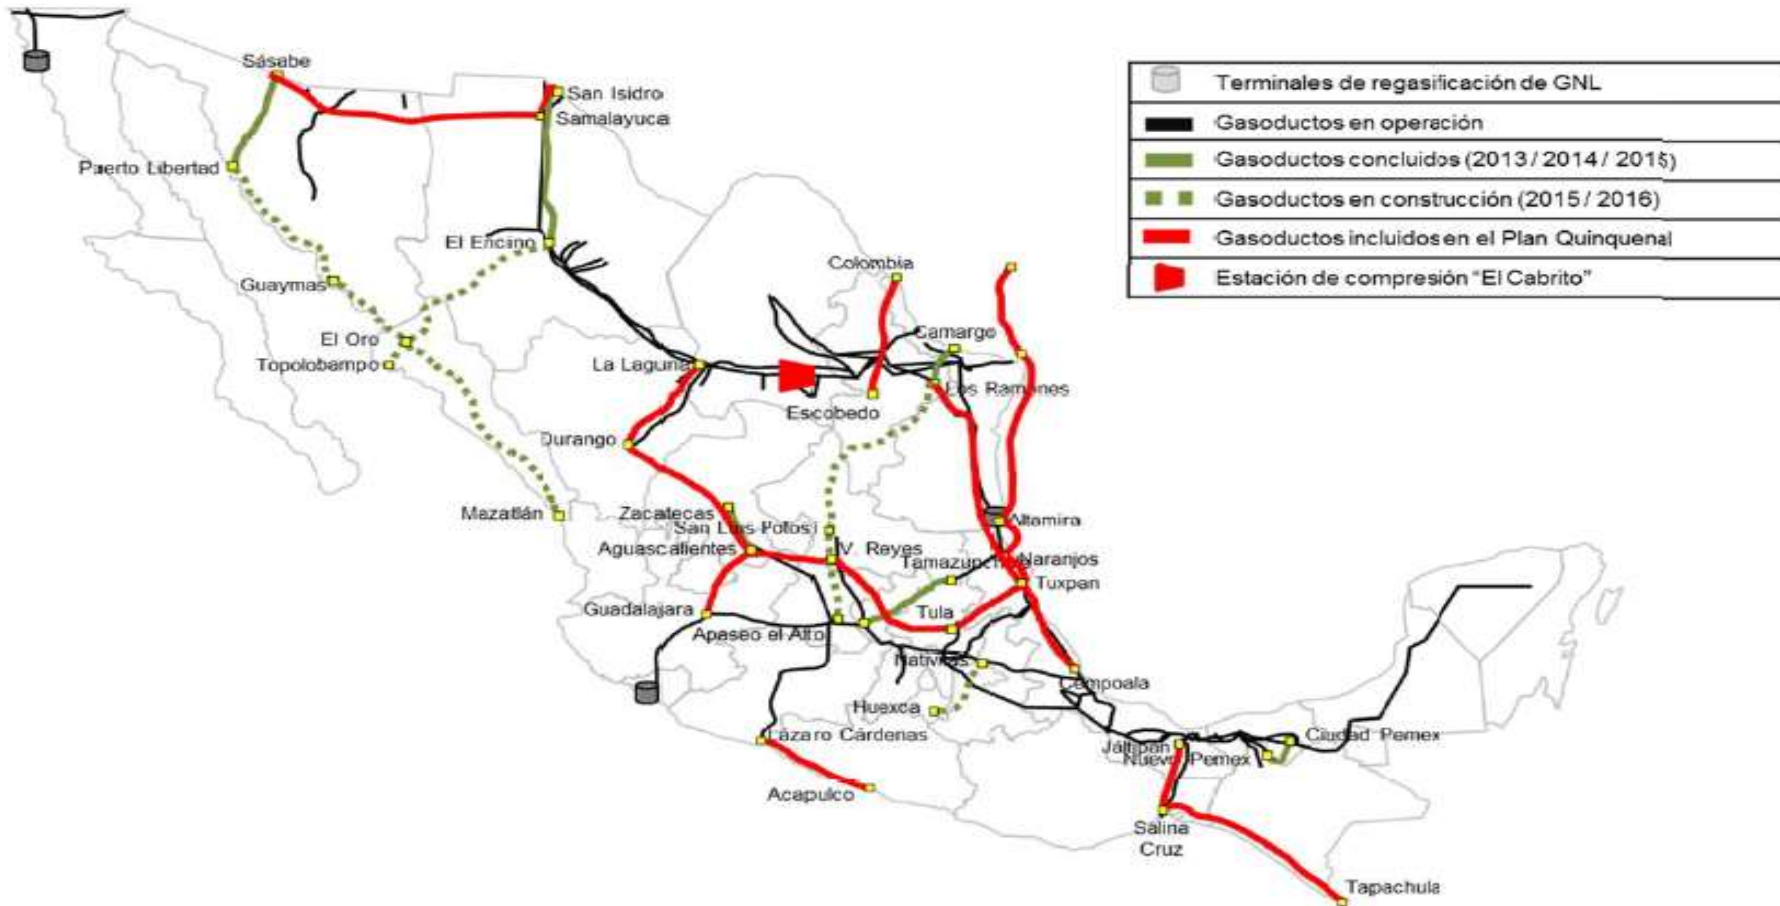 Terminales de regasificación de GNL
Gasoductos en operación
Gasoductos concluidos (2013 / 2014 / 2015)
Gasoductos en construcción (2015 / 2016)
Gasoductos incluidos en el Plan Quinquenal
Estación de compresión “El Cabrito”
Sásabe
San Isidro
Samalayuca
Puerto Libertad
El Encino
Colombia
Guaymas
El Oro
Camargo
Topolobampo
La Laguna
Los Ramones
Escobedo
Durango
Mazatlán
Zacatecas
San Luis Potosí
Altamira
Aguascalientes
V. Reyes
Naranjos
Tuxpan
Guadalajara
Tula
Apaseo el Alto
Nativitas
Cempoala
Huexca
Lázaro Cárdenas
Ciudad Pemex
Jáltipan
Nuevo Pemex
Acapulco
Salina
Cruz
Tapachula